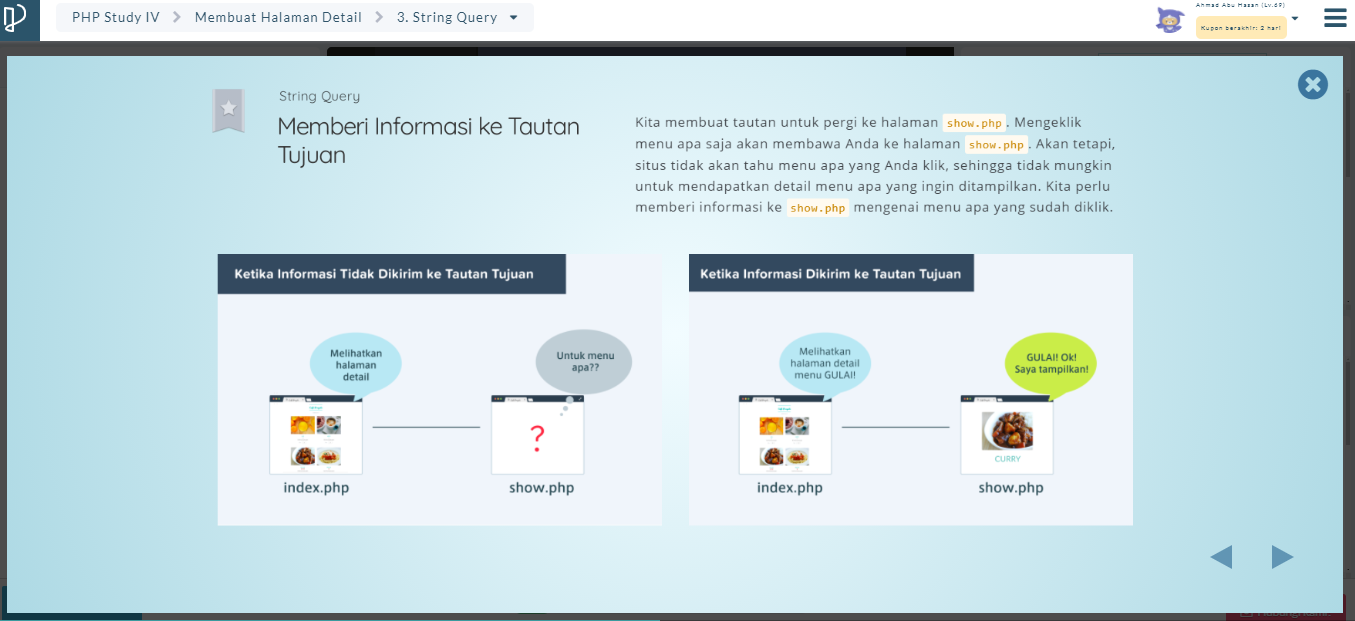 PHP Study IV
Membuat Halaman Detail
3. String Query
Ahmad Abu Hasan (Lv.69)
Kupon berakhir: 2 hari
String Query
Memberi Informasi ke Tautan
Tujuan
Kita membuat tautan untuk pergi ke halaman show.php. Mengeklik
menu apa saja akan membawa Anda ke halaman show.php. Akan tetapi,
situs tidak akan tahu menu apa yang Anda klik, sehingga tidak mungkin
untuk mendapatkan detail menu apa yang ingin ditampilkan. Kita perlu
memberi informasi ke show.php mengenai menu apa yang sudah diklik.
Ketika Informasi Tidak Dikirim ke Tautan Tujuan
Melihatkan
halaman
detail
Untuk menu
apa??
?
index.php
show.php
Ketika Informasi Dikirim ke Tautan Tujuan
Melihatkan
halaman detail
menu GULAI!
GULAI! Ok!
Saya tampilkan!
CURRY
index.php
show.php